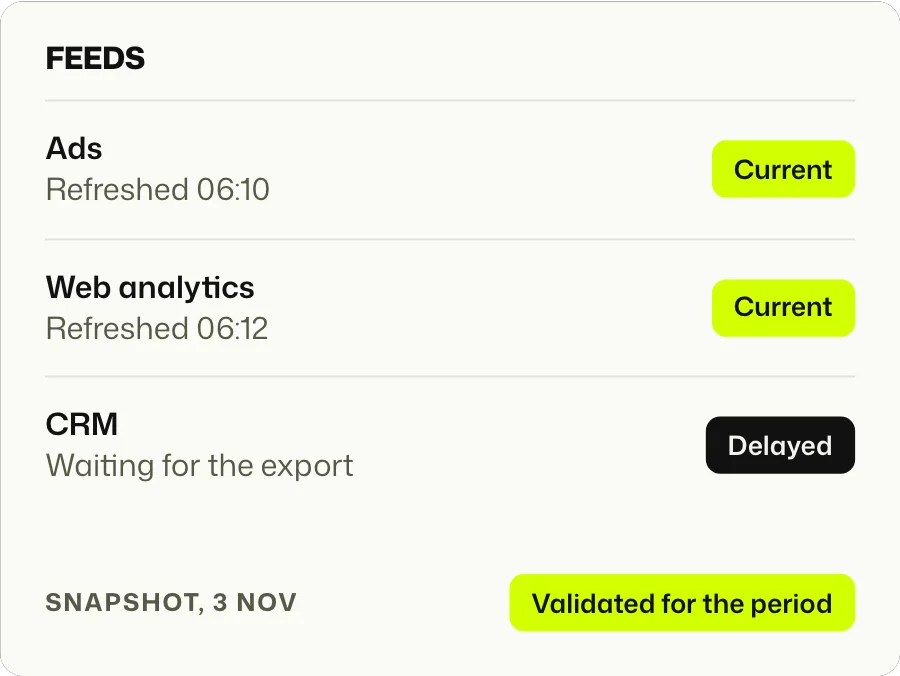 FEEDS
Ads
Refreshed 06:10
Current
Web analytics
Refreshed 06:12
Current
CRM
Waiting for the export
Delayed
SNAPSHOT, 3 NOV
Validated for the period